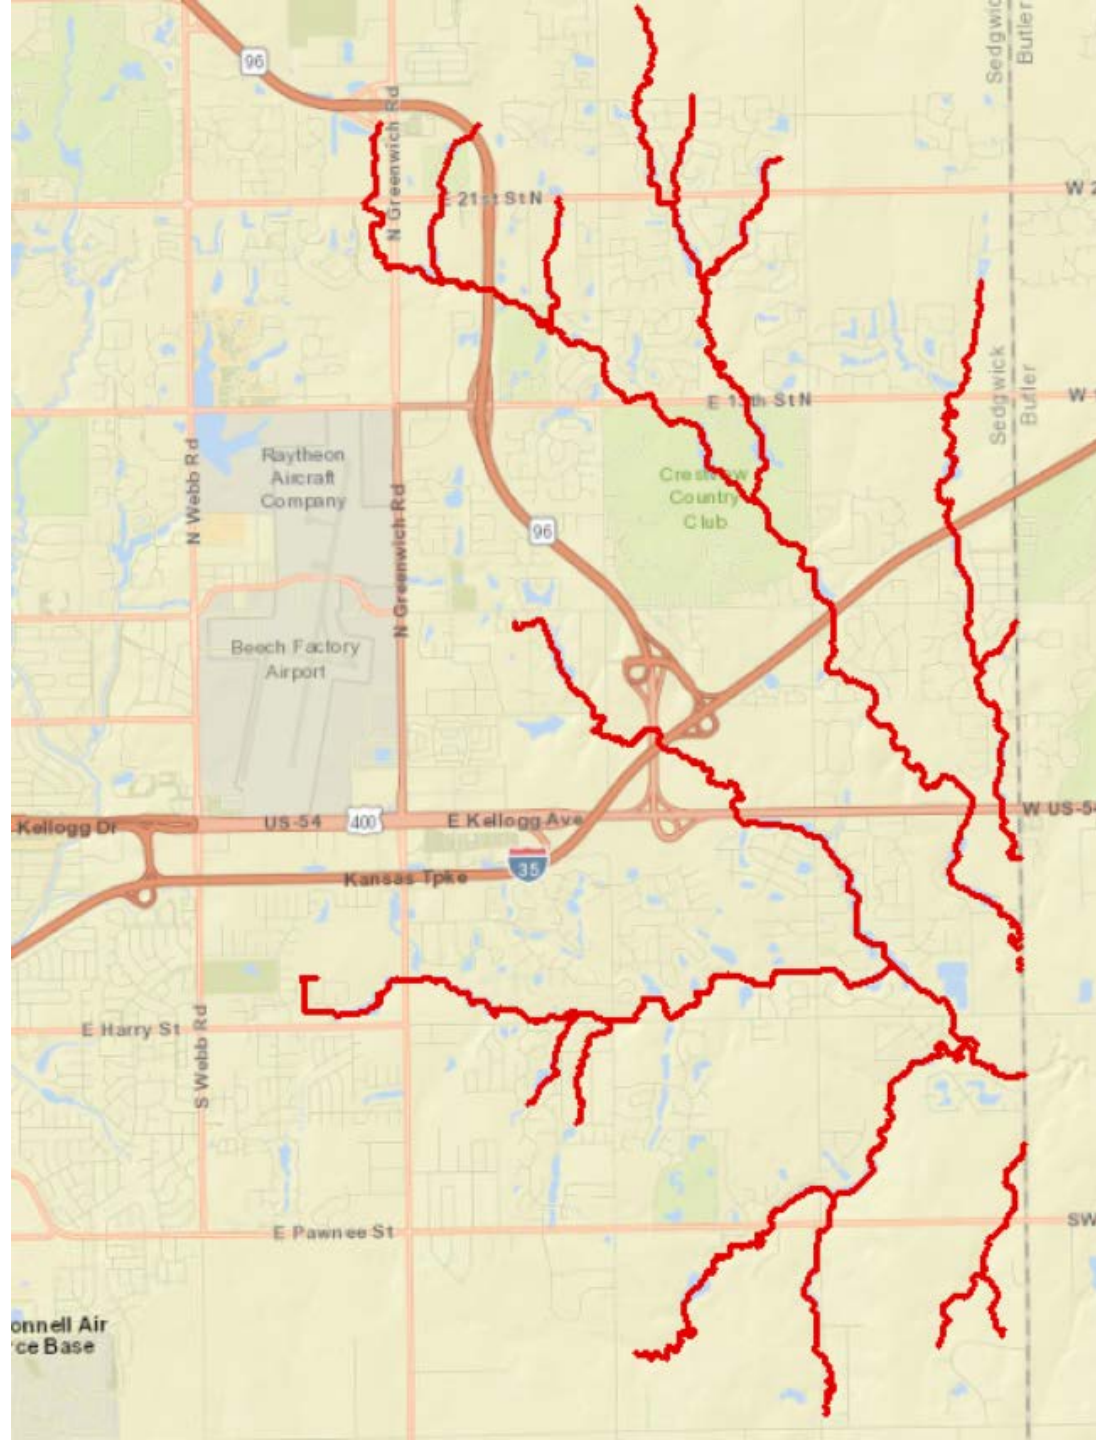 Sedgwic
Butler
96
N Greenwich Rd
E 21st St N
W 2
Sedgwick
Butler
W 1
E 13th St N
N Webb Rd
Raytheon
Aircraft
Company
Crestview
Country
Club
N Greenwich Rd
96
Beech Factory
Airport
Kellogg Dr
US-54
400
E Kellogg Ave
W US-54
35
Kansas Tpke
E Harry St
S Webb Rd
E Pawnee St
SW
onnell Air
rce Base